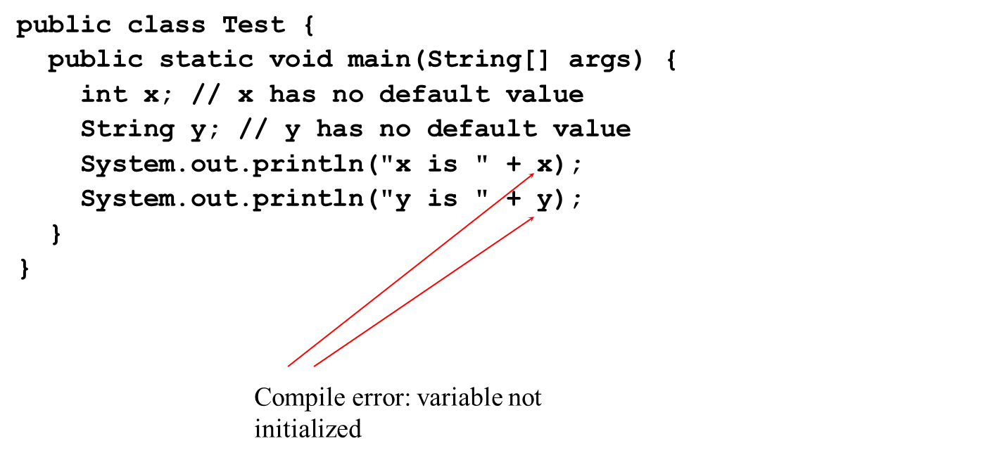 public class Test {
public static void main(String[] args) {
int x; // x has no default value
String y; // y has no default value
System.out.println("x is " + x);
System.out.println("y is " + y);
}
}
Compile error: variable not
initialized